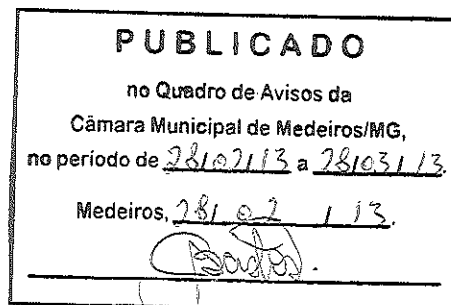 PUBLICADO
no Quadro de Avisos da
Câmara Municipal de Medeiros/MG,
no período de 28/02/13 a 28/03/13.
Medeiros, 28/02/13.